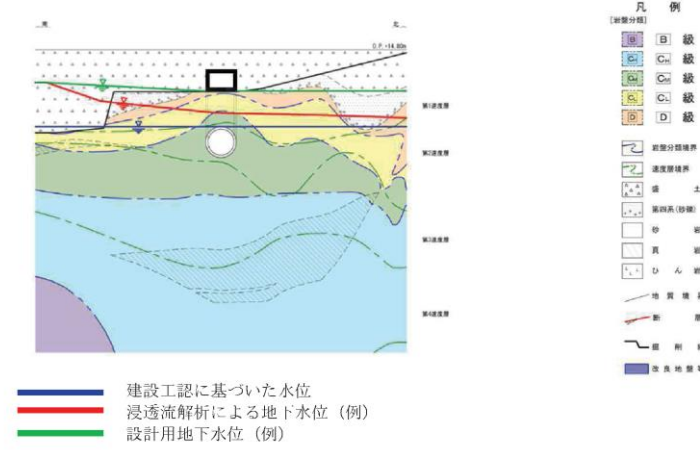 凡 例
[岩盤分類]
O.P.+14.80m
B B 級
CH CH 級
CM CM 級
CL CL 級
D D 級
第1速度層
第2速度層
第3速度層
第4速度層
岩盤分類境界
速度層境界
盛 土
第四系(砂礫)
砂 岩
頁 岩
ひ ん 岩
地 質 境
断 層
掘 削
改 良 地 盤
建設工認に基づいた水位
浸透流解析による地下水位（例）
設計用地下水位（例）